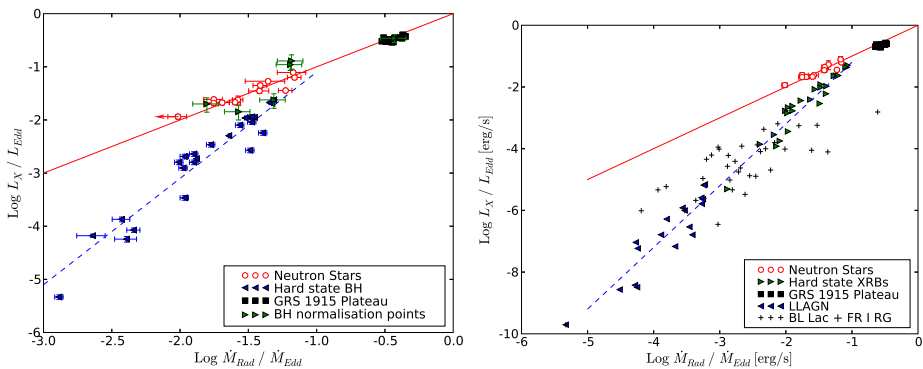 0
-1
-2
-3
-4
-5
-6
Log L_X / L_Edd
-3.0 -2.5 -2.0 -1.5 -1.0 -0.5 0.0
Log Ṁ_Rad / Ṁ_Edd
Neutron Stars
Hard state BH
GRS 1915 Plateau
BH normalisation points
0
-2
-4
-6
-8
-10
Log L_X / L_Edd [erg/s]
-6 -5 -4 -3 -2 -1 0
Log Ṁ_Rad / Ṁ_Edd [erg/s]
Neutron Stars
Hard state XRBs
GRS 1915 Plateau
LLAGN
BL Lac + FR I RG